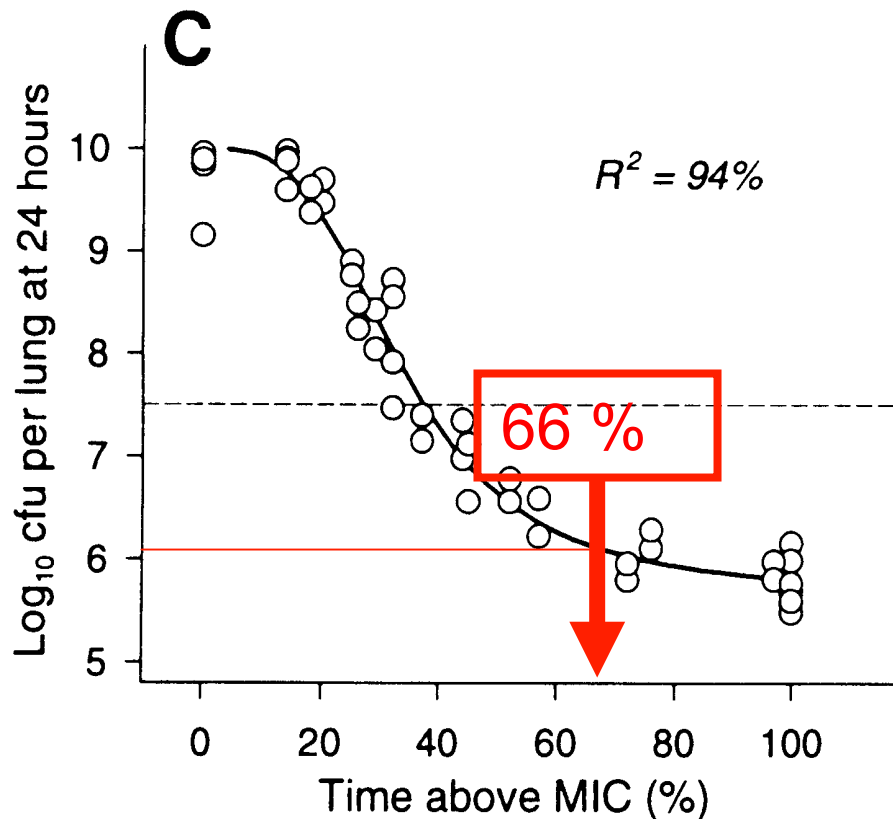 C
Log₁₀ cfu per lung at 24 hours
10
9
8
7
6
5
R² = 94%
66 %
0 20 40 60 80 100
Time above MIC (%)